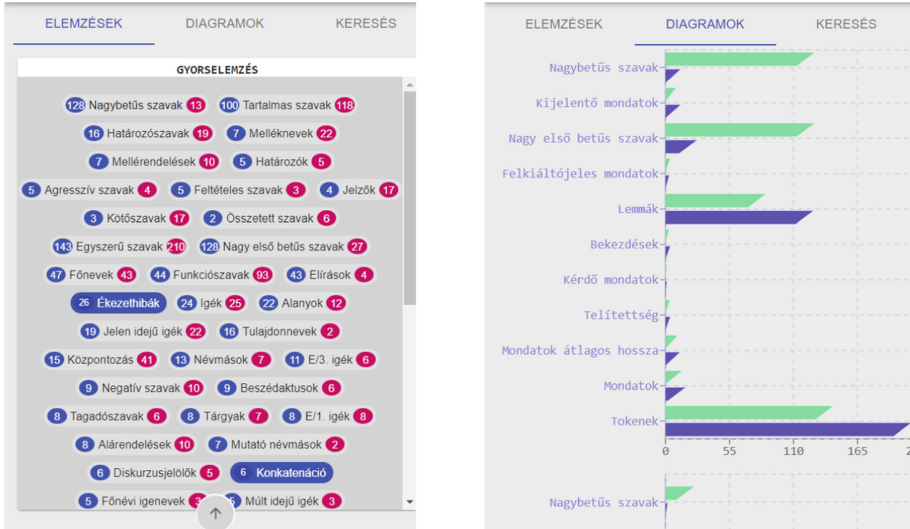 ELEMZÉSEK DIAGRAMOK KERESÉS
GYORSELEMZÉS
128 Nagybetűs szavak 13 100 Tartalmas szavak 118
16 Határozószavak 19 7 Melléknevek 22
7 Mellérendelések 10 5 Határozók 5
5 Agresszív szavak 4 5 Feltételes szavak 3 4 Jelzők 17
3 Kötőszavak 17 2 Összetett szavak 6
143 Egyszerű szavak 210 128 Nagy első betűs szavak 27
47 Főnevek 43 44 Funkciószavak 93 43 Elírások 4
26 Ékezethibák 24 Igék 25 22 Alanyok 12
19 Jelen idejű igék 22 16 Tulajdonnevek 2
15 Központozás 41 13 Névmások 7 11 E/3. igék 6
9 Negatív szavak 10 9 Beszédaktusok 6
8 Tagadószavak 6 8 Tárgyak 7 8 E/1. igék 8
8 Alárendelések 10 7 Mutató névmások 2
6 Diskurzusjelölők 5 6 Konkatenáció
5 Főnévi igenevek Múlt idejű igék 3
ELEMZÉSEK DIAGRAMOK KERESÉS
Nagybetűs szavak
Kijelentő mondatok
Nagy első betűs szavak
Felkiáltójeles mondatok
Lemmák
Bekezdések
Kérdő mondatok
Telítettség
Mondatok átlagos hossza
Mondatok
Tokenek
0 55 110 165
Nagybetűs szavak